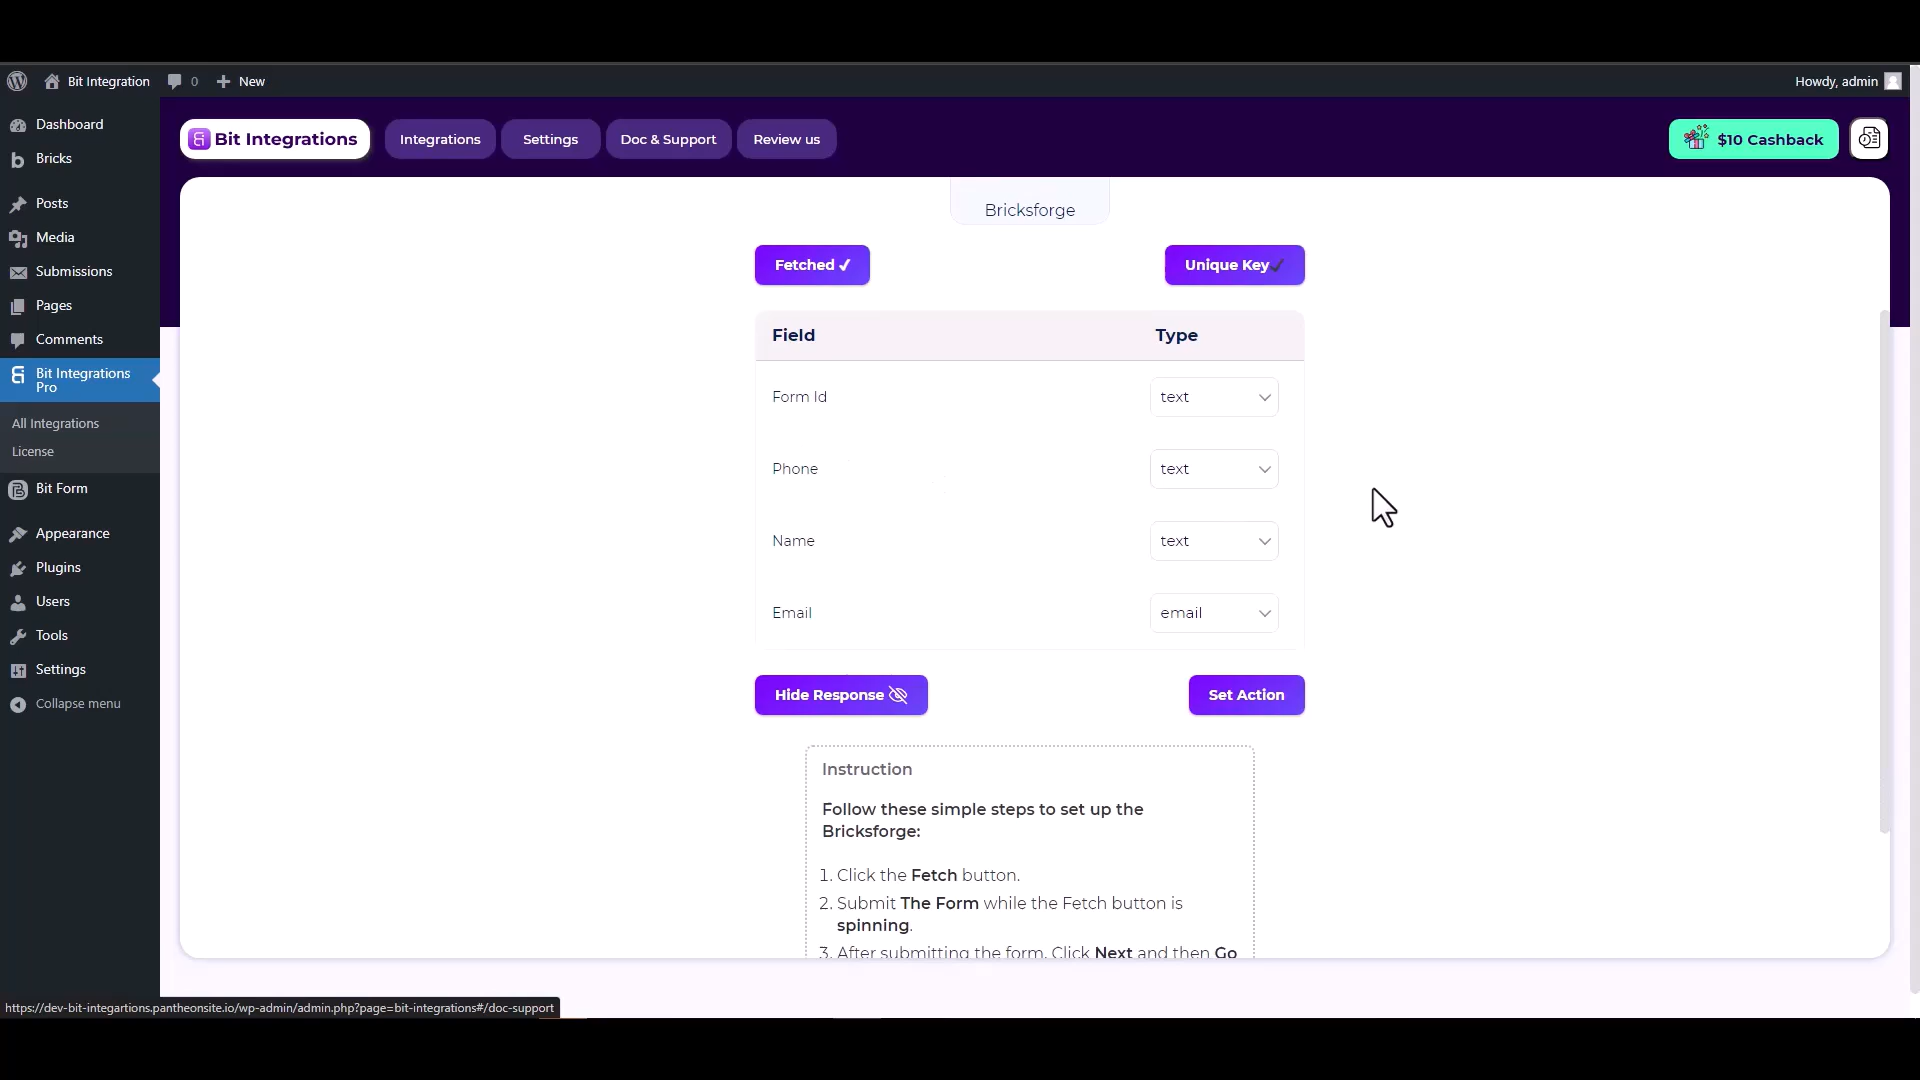 Bit Integration
0
New
Howdy, admin
Dashboard
Bricks
Posts
Media
Submissions
Pages
Comments
Bit Integrations
Pro
All Integrations
License
Bit Form
Appearance
Plugins
Users
Tools
Settings
Collapse menu
Bit Integrations
Integrations
Settings
Doc & Support
Review us
$10 Cashback
Bricksforge
Fetched ✓
Unique Key ✓
Field
Type
Form Id
text
Phone
text
Name
text
Email
email
Hide Response
Set Action
Instruction
Follow these simple steps to set up the
Bricksforge:
1. Click the Fetch button.
2. Submit The Form while the Fetch button is
spinning.
3. After submitting the form, Click Next and then Go
https://dev-bit-integartions.pantheonsite.io/wp-admin/admin.php?page=bit-integrations#/doc-support